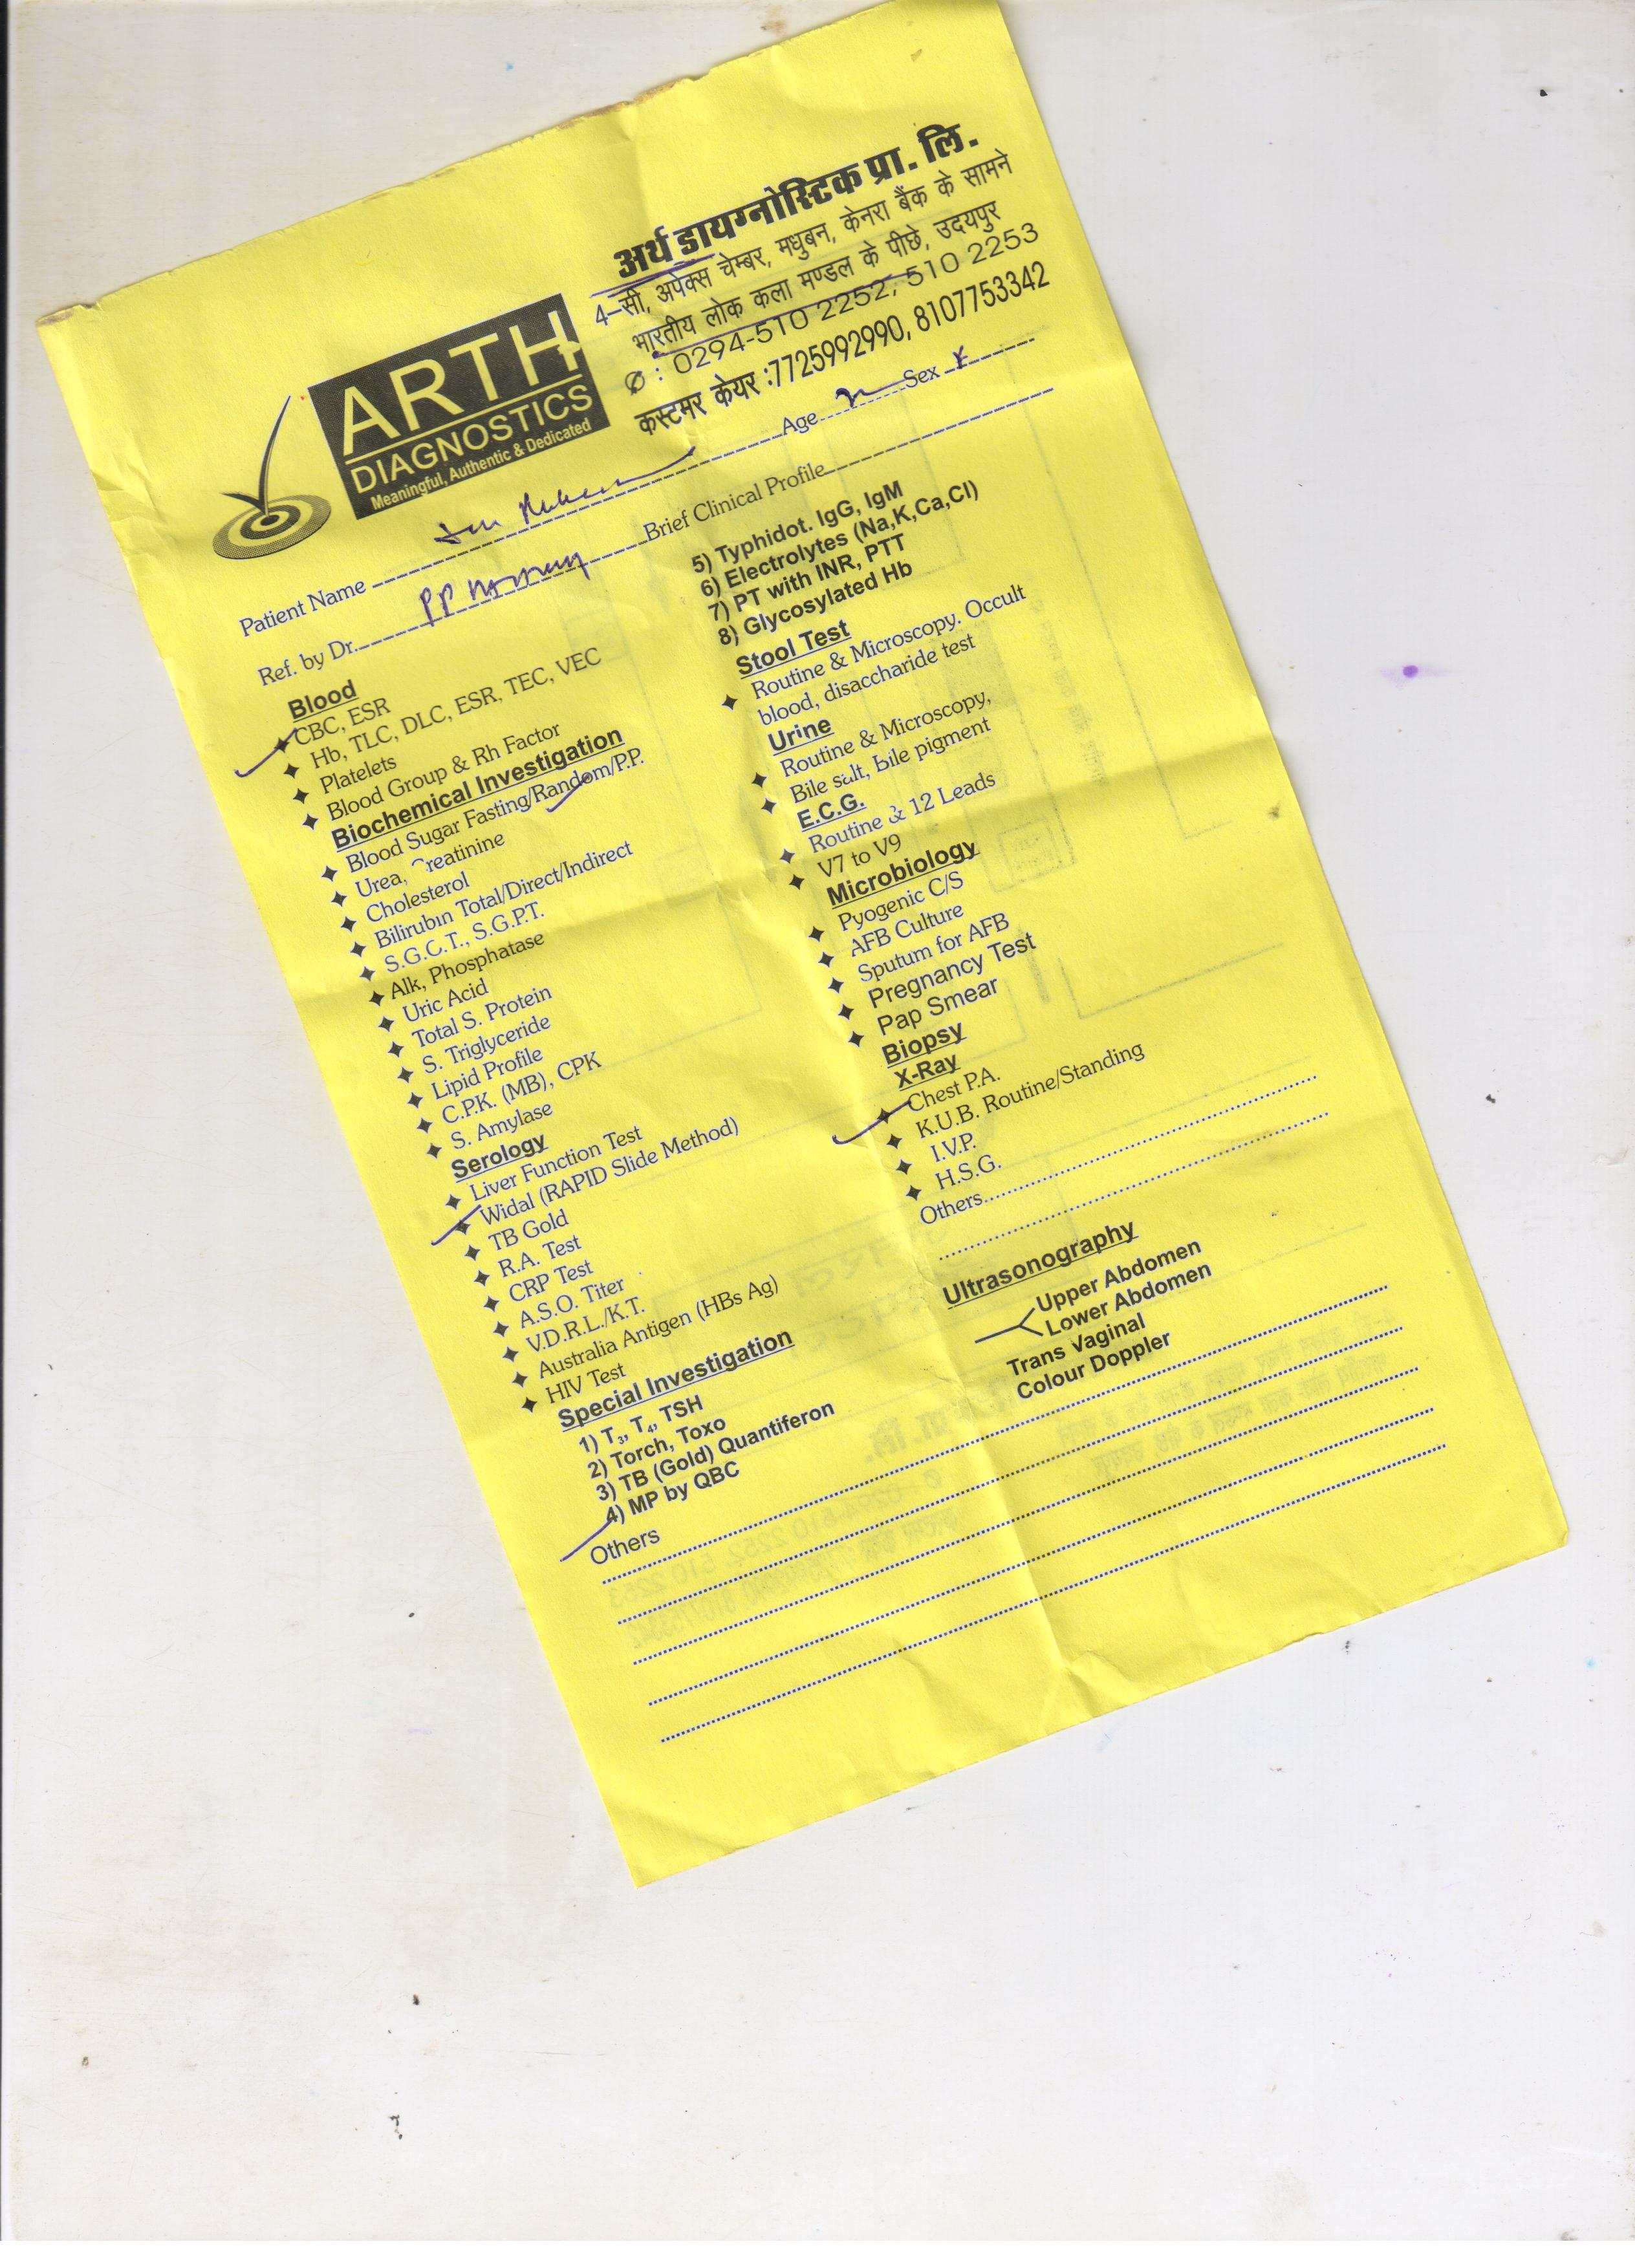 अर्थ डायग्नोस्टिक प्रा. लि.
4-सी, अपेक्स चेम्बर, मधुबन, केनरा बैंक के सामने
भारतीय लोक कला मण्डल के पीछे, उदयपुर
: 0294-510 2252, 510 2253
कस्टमर केयर :7725992990, 8107753342
ARTH
DIAGNOSTICS
Meaningful, Authentic & Dedicated
Patient Name Age Sex
Ref. by Dr. PP Brief Clinical Profile
Blood
CBC, ESR
Hb, TLC, DLC, ESR, TEC, VEC
Platelets
Blood Group & Rh Factor
Biochemical Investigation
Blood Sugar Fasting/Random/P.P.
Urea, Creatinine
Cholesterol
Bilirubin Total/Direct/Indirect
S.G.C.T., S.G.P.T.
Alk, Phosphatase
Uric Acid
Total S. Protein
S. Triglyceride
Lipid Profile
C.P.K. (MB), CPK
S. Amylase
Serology
Liver Function Test
Widal (RAPID Slide Method)
TB Gold
R.A. Test
CRP Test
A.S.O. Titer
V.D.R.L./K.T.
Australia Antigen (HBs Ag)
HIV Test
Special Investigation
1) T3, T4, TSH
2) Torch, Toxo
3) TB (Gold) Quantiferon
4) MP by QBC
Others
5) Typhidot. IgG, IgM
6) Electrolytes (Na,K,Ca,Cl)
7) PT with INR, PTT
8) Glycosylated Hb
Stool Test
Routine & Microscopy. Occult
blood, disaccharide test
Urine
Routine & Microscopy,
Bile salt, bile pigment
E.C.G.
Routine & 12 Leads
V7 to V9
Microbiology
Pyogenic C/S
AFB Culture
Sputum for AFB
Pregnancy Test
Pap Smear
Biopsy
X-Ray
Chest P.A.
K.U.B. Routine/Standing
I.V.P.
H.S.G.
Others
Ultrasonography
Upper Abdomen
Lower Abdomen
Trans Vaginal
Colour Doppler